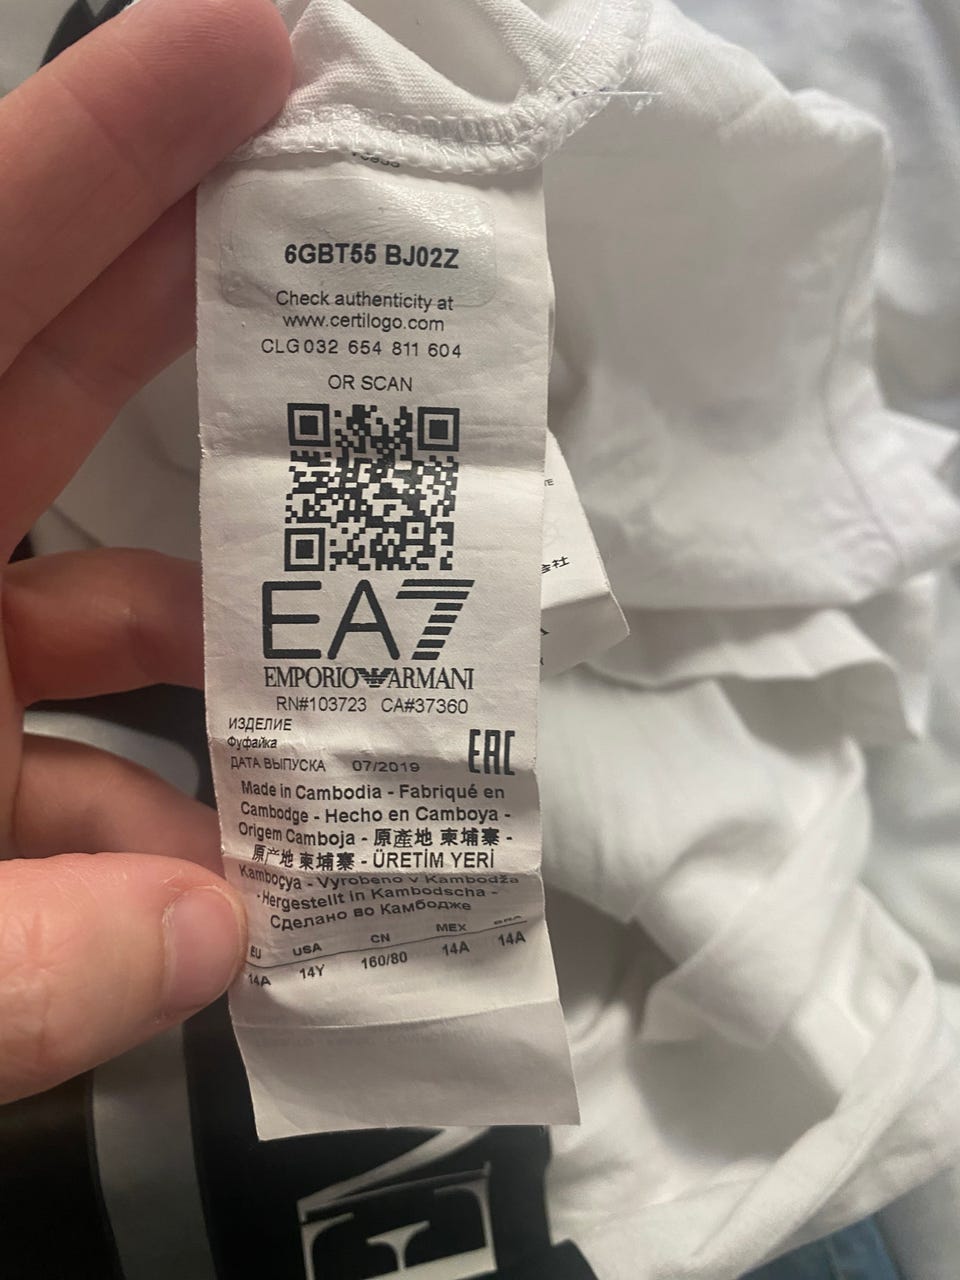 6GBT55 BJ02Z
Check authenticity at
www.certilogo.com
CLG 032 654 811 604
OR SCAN
EA7
EMPORIO ARMANI
RN#103723 CA#37360
ИЗДЕЛИЕ
Фуфайка
ДАТА ВЫПУСКА 07/2019
EAC
Made in Cambodia - Fabriqué en
Cambodge - Hecho en Camboya -
Origem Camboja - 原產地 柬埔寨 -
原产地 柬埔寨 - ÜRETİM YERİ
Kamboçya - Vyrobeno v Kambodža
- Hergestellt in Kambodscha -
Сделано во Камбодже
EU USA CN MEX BRA
14A 14Y 160/80 14A 14A